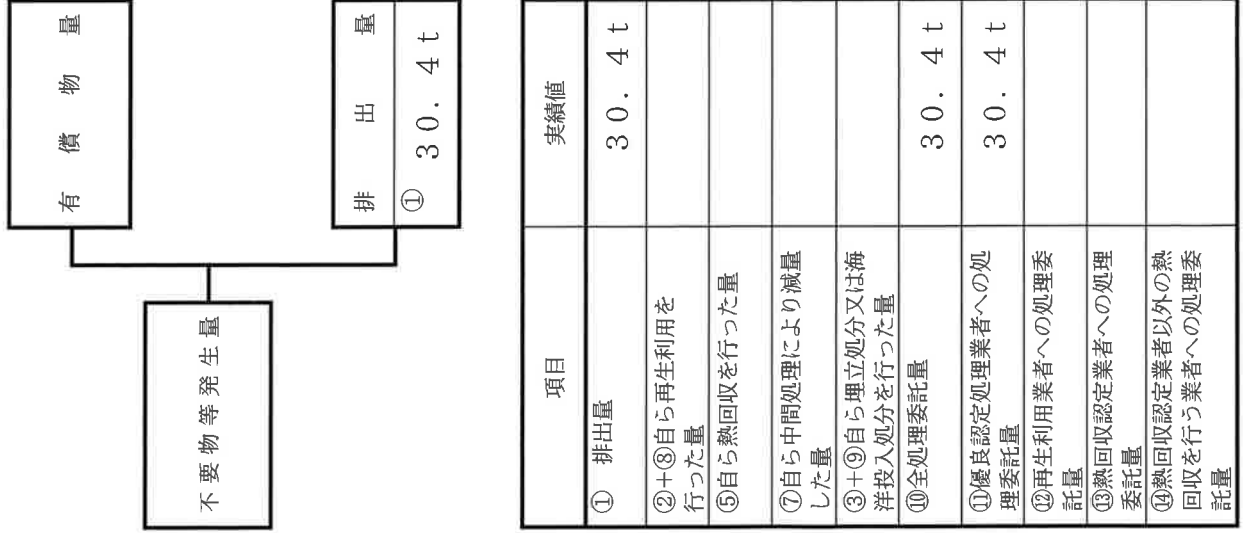 不要物等発生量
有償物量
排出量
① 30.4t
項目
実績値
① 排出量
30.4t
②+⑧自ら再生利用を
行った量
⑤自ら熱回収を行った量
⑦自ら中間処理により減量
した量
③+⑨自ら埋立処分又は海
洋投入処分を行った量
⑩全処理委託量
30.4t
⑪優良認定処理業者への処
理委託量
30.4t
⑫再生利用業者への処理委
託量
⑬熱回収認定業者への処理
委託量
⑭熱回収認定業者以外の熱
回収を行う業者への処理委
託量